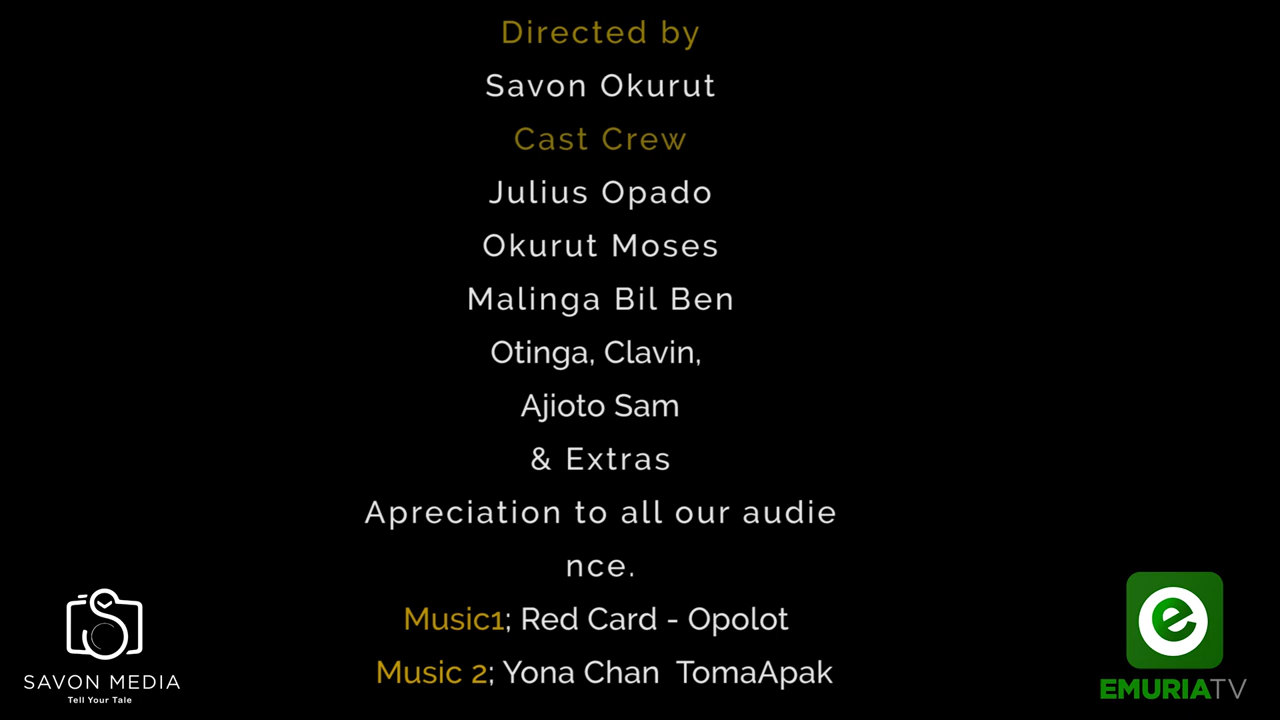 Directed by
Savon Okurut
Cast Crew
Julius Opado
Okurut Moses
Malinga Bil Ben
Otinga, Clavin,
Ajioto Sam
& Extras
Apreciation to all our audie
nce.
Music1; Red Card - Opolot
Music 2; Yona Chan  TomaApak
SAVON MEDIA
Tell Your Tale
e
EMURIATV